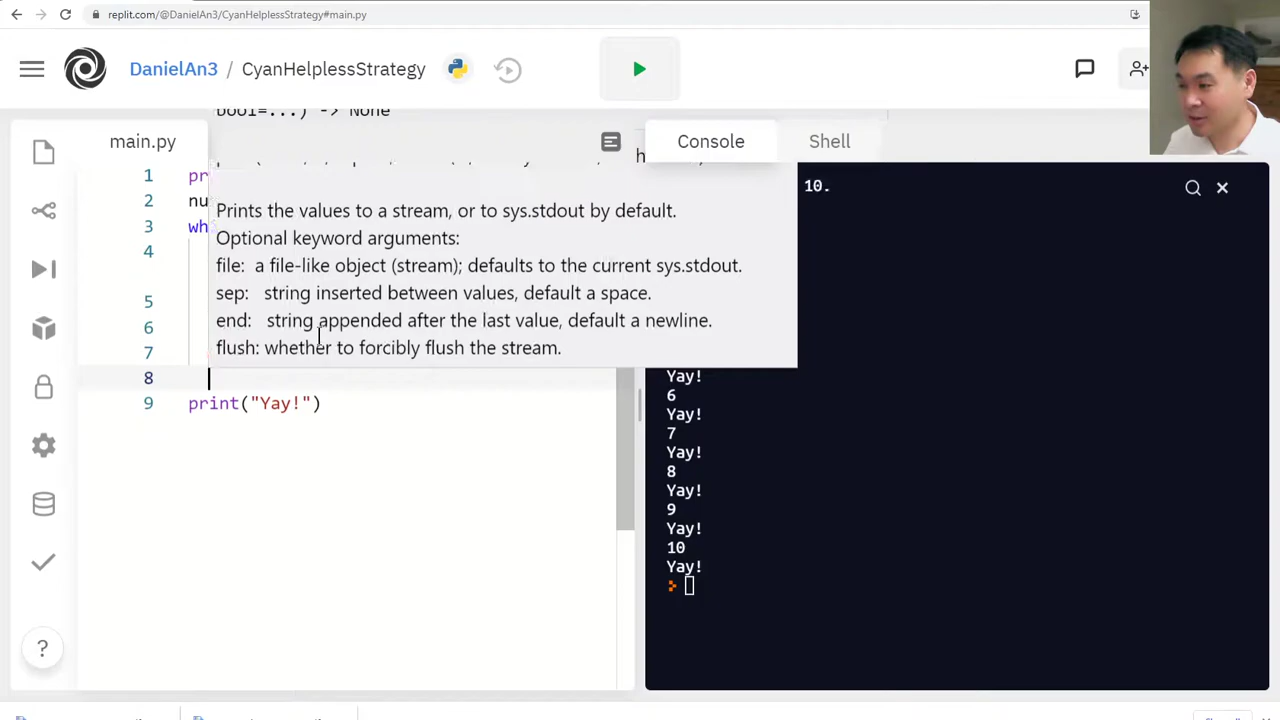 replit.com/@DanielAn3/CyanHelplessStrategy#main.py
DanielAn3 / CyanHelplessStrategy
bool=...) -> None
main.py
Console
Shell
1 pr
2 nu
3 wh
4
5
6
7
8
9 print("Yay!")
Prints the values to a stream, or to sys.stdout by default.
Optional keyword arguments:
file: a file-like object (stream); defaults to the current sys.stdout.
sep: string inserted between values, default a space.
end: string appended after the last value, default a newline.
flush: whether to forcibly flush the stream.
10.
Yay!
6
Yay!
7
Yay!
8
Yay!
9
Yay!
10
Yay!
?